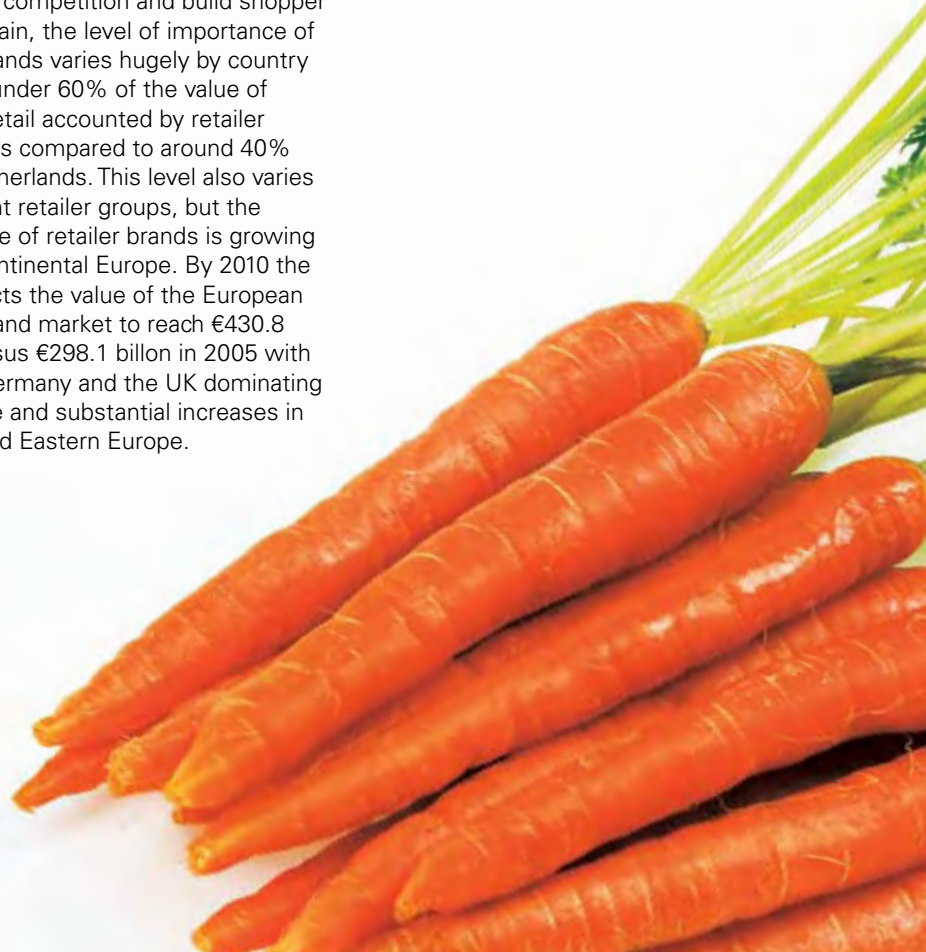 competition and build shopper
ain, the level of importance of
ands varies hugely by country
under 60% of the value of
etail accounted by retailer
s compared to around 40%
herlands. This level also varies
nt retailer groups, but the
e of retailer brands is growing
ntinental Europe. By 2010 the
cts the value of the European
and market to reach €430.8
sus €298.1 billon in 2005 with
ermany and the UK dominating
e and substantial increases in
d Eastern Europe.